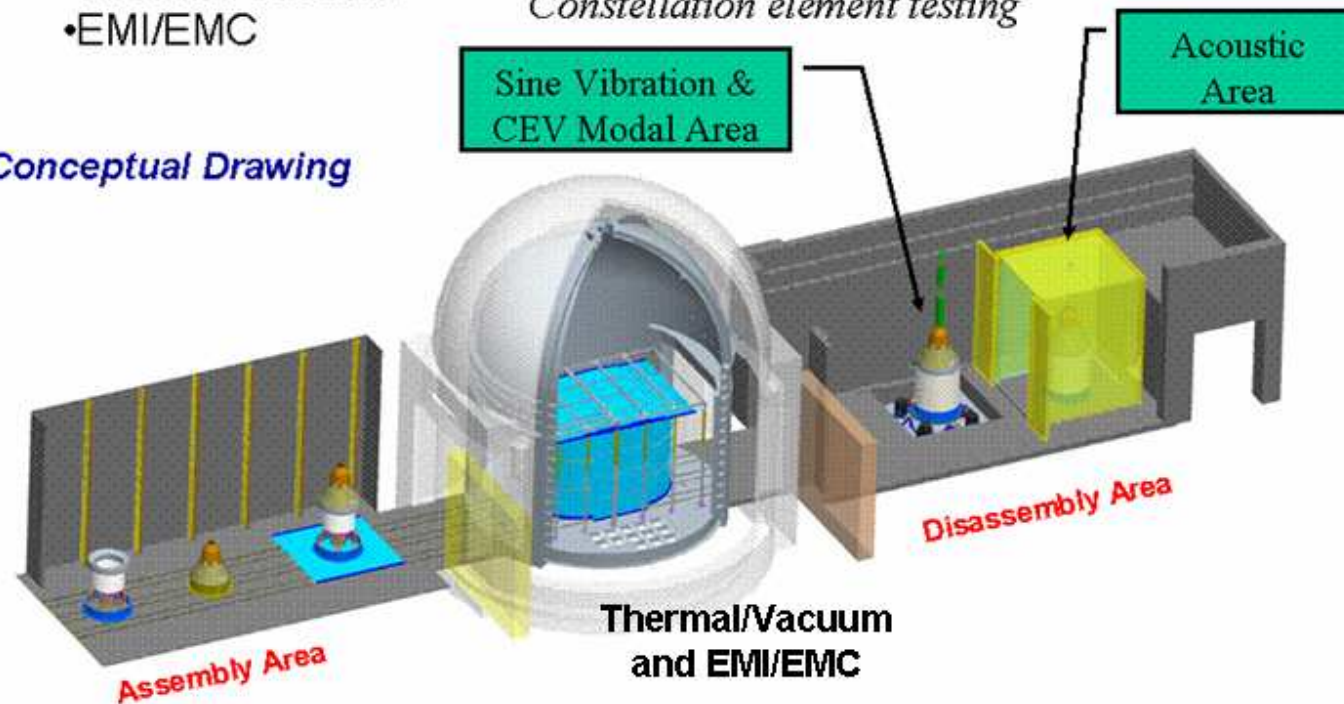 Constellation element testing
•EMI/EMC
Sine Vibration &
CEV Modal Area
Acoustic
Area
Conceptual Drawing
Disassembly Area
Thermal/Vacuum
and EMI/EMC
Assembly Area